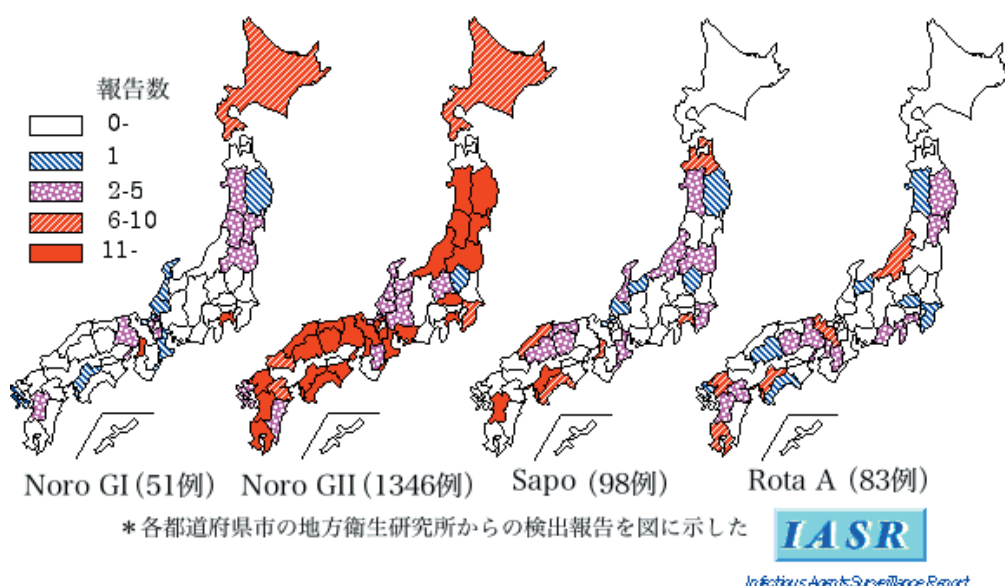 報告数
0-
1
2-5
6-10
11-
Noro GI (51例)
Noro GII (1346例)
Sapo (98例)
Rota A (83例)
*各都道府県市の地方衛生研究所からの検出報告を図に示した
IASR
Infectious Agents Surveillance Report